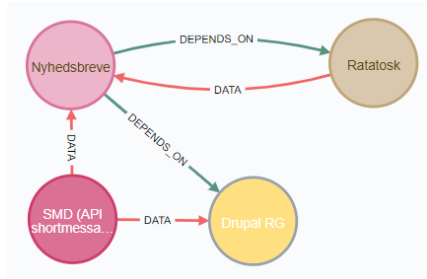 DEPENDS_ON
Nyhedsbreve
Ratatosk
DATA
DEPENDS_ON
DATA
SMD (API
shortmessa...
DATA
Drupal RG